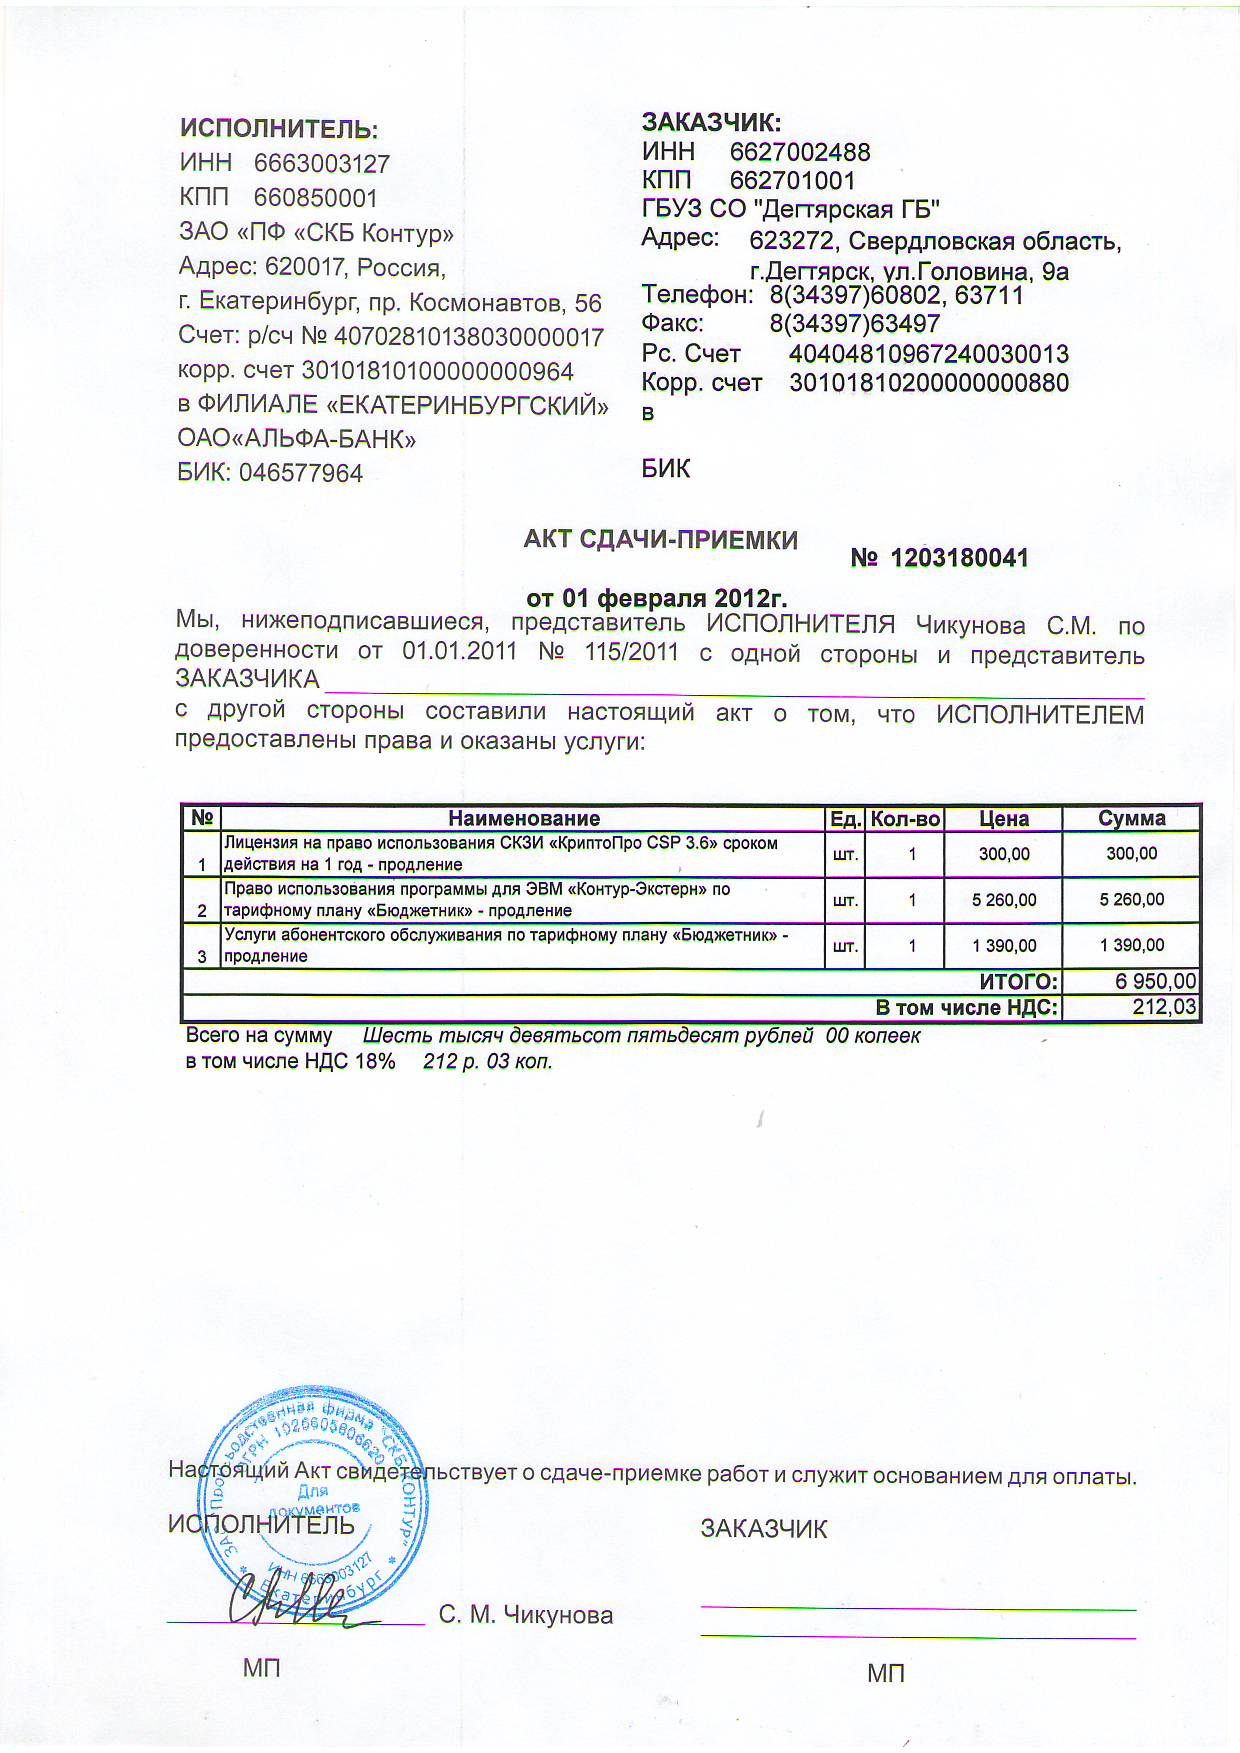 ИСПОЛНИТЕЛЬ:
ИНН 6663003127
КПП 660850001
ЗАО «ПФ «СКБ Контур»
Адрес: 620017, Россия,
г. Екатеринбург, пр. Космонавтов, 56
Счет: р/сч № 40702810138030000017
корр. счет 30101810100000000964
в ФИЛИАЛЕ «ЕКАТЕРИНБУРГСКИЙ»
ОАО«АЛЬФА-БАНК»
БИК: 046577964
ЗАКАЗЧИК:
ИНН 6627002488
КПП 662701001
ГБУЗ СО "Дегтярская ГБ"
Адрес: 623272, Свердловская область,
г.Дегтярск, ул.Головина, 9а
Телефон: 8(34397)60802, 63711
Факс: 8(34397)63497
Рс. Счет 40404810967240030013
Корр. счет 30101810200000000880
в
БИК
АКТ СДАЧИ-ПРИЕМКИ № 1203180041
от 01 февраля 2012г.
Мы, нижеподписавшиеся, представитель ИСПОЛНИТЕЛЯ Чикунова С.М. по
доверенности от 01.01.2011 № 115/2011 с одной стороны и представитель
ЗАКАЗЧИКА
с другой стороны составили настоящий акт о том, что ИСПОЛНИТЕЛЕМ
предоставлены права и оказаны услуги:
№ Наименование Ед. Кол-во Цена Сумма
1 Лицензия на право использования СКЗИ «КриптоПро CSP 3.6» сроком
действия на 1 год - продление шт. 1 300,00 300,00
2 Право использования программы для ЭВМ «Контур-Экстерн» по
тарифному плану «Бюджетник» - продление шт. 1 5 260,00 5 260,00
3 Услуги абонентского обслуживания по тарифному плану «Бюджетник» -
продление шт. 1 1 390,00 1 390,00
ИТОГО: 6 950,00
В том числе НДС: 212,03
Всего на сумму Шесть тысяч девятьсот пятьдесят рублей 00 копеек
в том числе НДС 18% 212 р. 03 коп.
Настоящий Акт свидетельствует о сдаче-приемке работ и служит основанием для оплаты.
ИСПОЛНИТЕЛЬ
ЗАКАЗЧИК
С. М. Чикунова
МП
МП
фирма "СКБ КОНТУР"
Для
документов
ИНН 6663003127
* Екатеринбург *